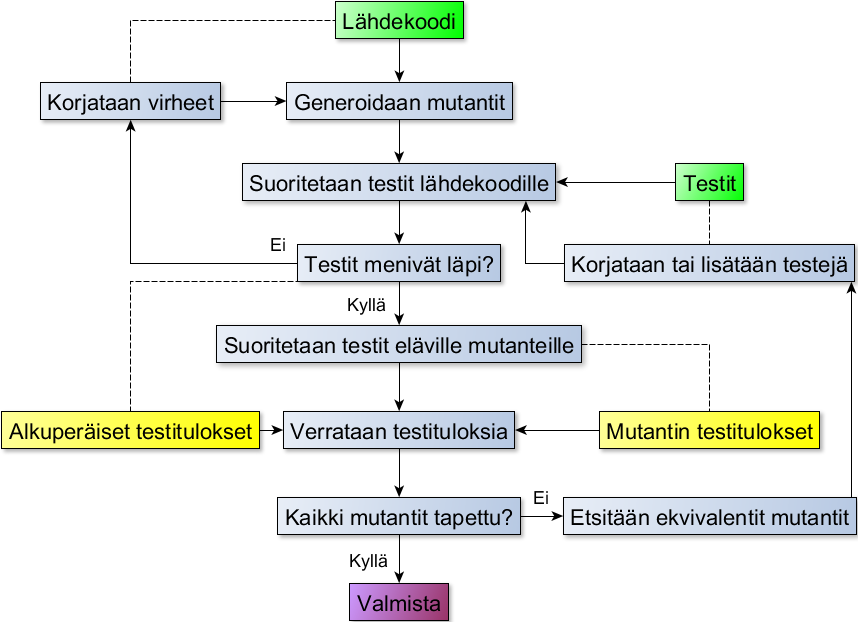 Lähdekoodi
Korjataan virheet
Generoidaan mutantit
Suoritetaan testit lähdekoodille
Testit
Ei
Testit menivät läpi?
Korjataan tai lisätään testejä
Kyllä
Suoritetaan testit eläville mutanteille
Alkuperäiset testitulokset
Verrataan testituloksia
Mutantin testitulokset
Kaikki mutantit tapettu?
Ei
Etsitään ekvivalentit mutantit
Kyllä
Valmista